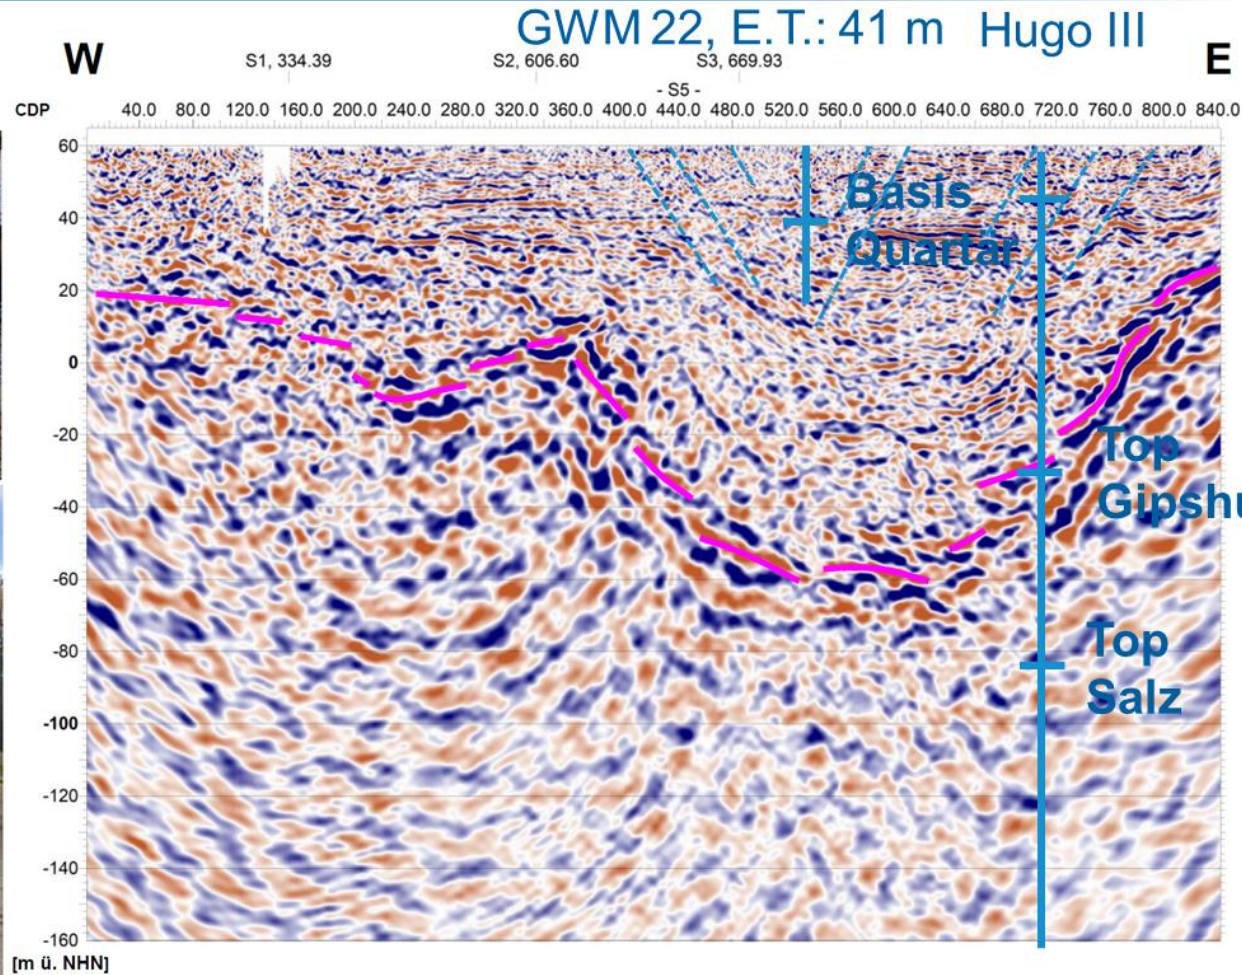 GWM 22, E.T.: 41 m Hugo III
W E
S1, 334.39 S2, 606.60 S3, 669.93
- S5 -
CDP 40.0 80.0 120.0 160.0 200.0 240.0 280.0 320.0 360.0 400.0 440.0 480.0 520.0 560.0 600.0 640.0 680.0 720.0 760.0 800.0 840.0
60
40
20
0
-20
-40
-60
-80
-100
-120
-140
-160
[m ü. NHN]
Basis
Quartär
Top
Gipshu
Top
Salz